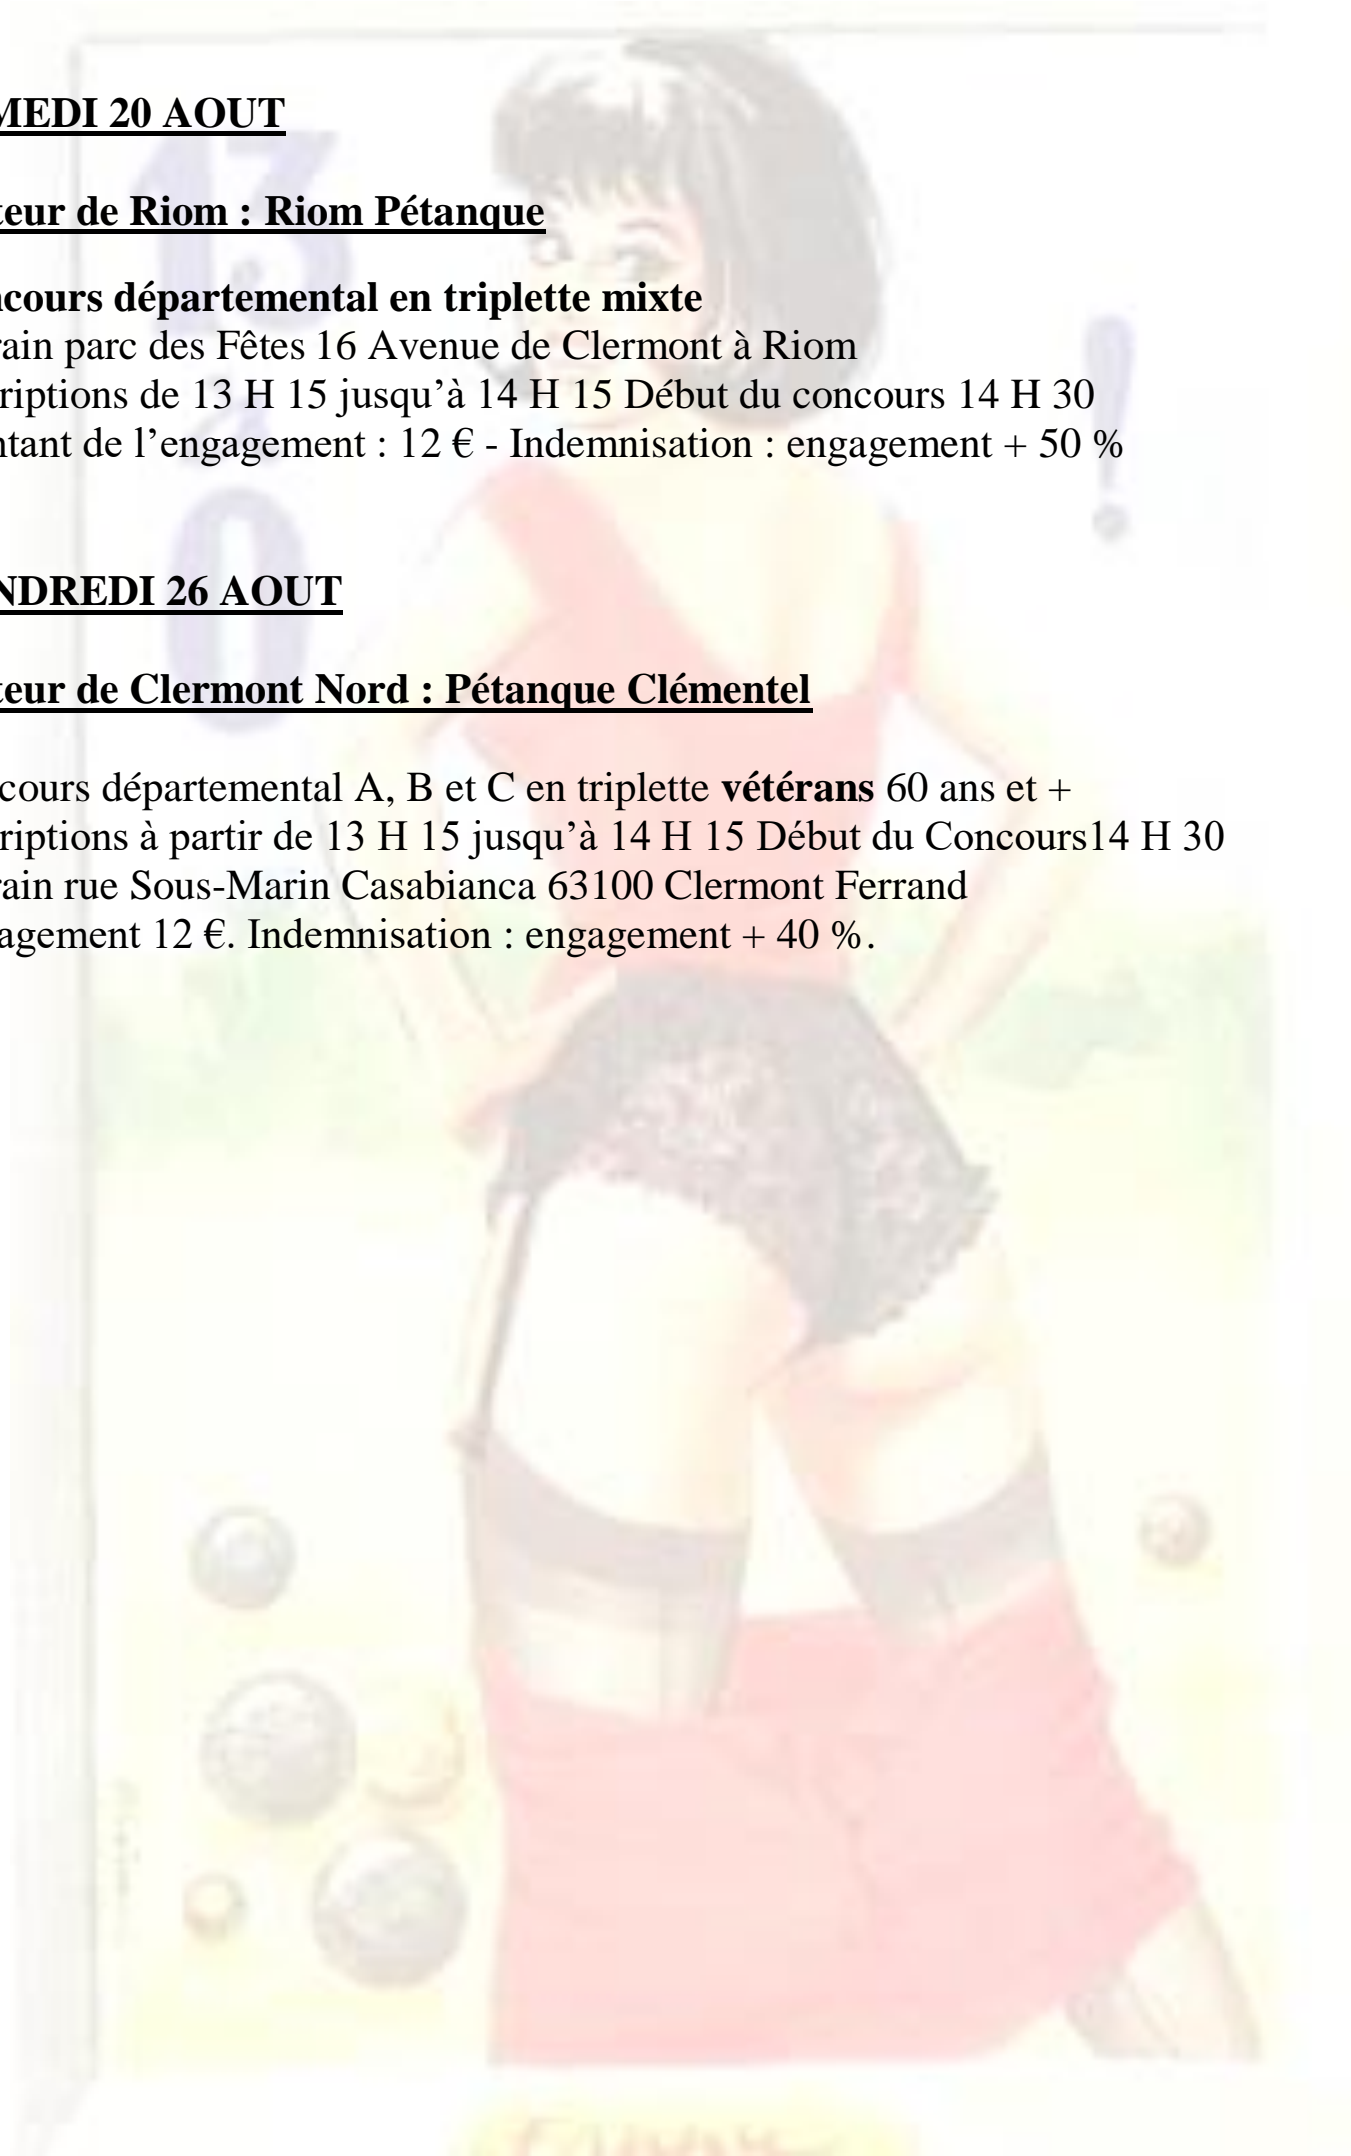 MEDI 20 AOUT
teur de Riom : Riom Pétanque
cours départemental en triplette mixte
rain parc des Fêtes 16 Avenue de Clermont à Riom
riptions de 13 H 15 jusqu’à 14 H 15 Début du concours 14 H 30
ntant de l’engagement : 12 € - Indemnisation : engagement + 50 %
NDREDI 26 AOUT
teur de Clermont Nord : Pétanque Clémentel
cours départemental A, B et C en triplette vétérans 60 ans et +
riptions à partir de 13 H 15 jusqu’à 14 H 15 Début du Concours14 H 30
rain rue Sous-Marin Casabianca 63100 Clermont Ferrand
agement 12 €. Indemnisation : engagement + 40 %.
13
à
0
!